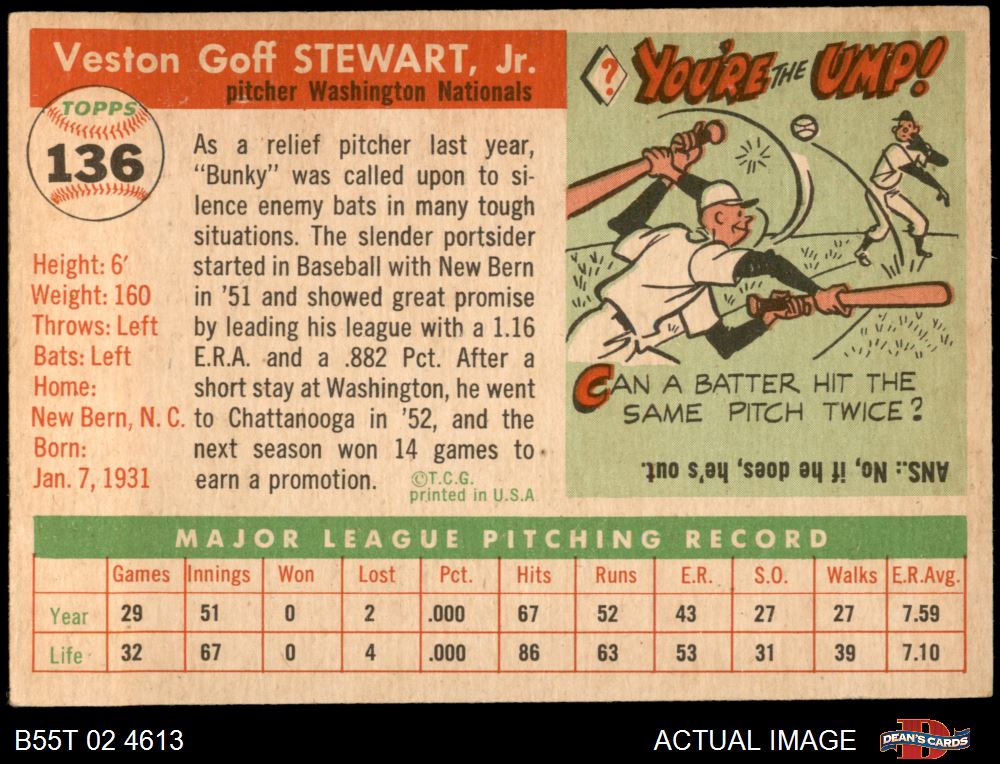 Veston Goff STEWART, Jr.
pitcher Washington Nationals
TOPPS
136
Height: 6′
Weight: 160
Throws: Left
Bats: Left
Home:
New Bern, N. C.
Born:
Jan. 7, 1931
As a relief pitcher last year,
“Bunky” was called upon to si-
lence enemy bats in many tough
situations. The slender portsider
started in Baseball with New Bern
in ’51 and showed great promise
by leading his league with a 1.16
E.R.A. and a .882 Pct. After a
short stay at Washington, he went
to Chattanooga in ’52, and the
next season won 14 games to
earn a promotion.
©T.C.G.
printed in U.S.A
? YOU'RE THE UMP!
CAN A BATTER HIT THE
SAME PITCH TWICE?
ANS.: No, if he does, he's out.
MAJOR LEAGUE PITCHING RECORD
Games Innings Won Lost Pct. Hits Runs E.R. S.O. Walks E.R.Avg.
Year 29 51 0 2 .000 67 52 43 27 27 7.59
Life 32 67 0 4 .000 86 63 53 31 39 7.10
B55T 02 4613
ACTUAL IMAGE
DEAN'S CARDS